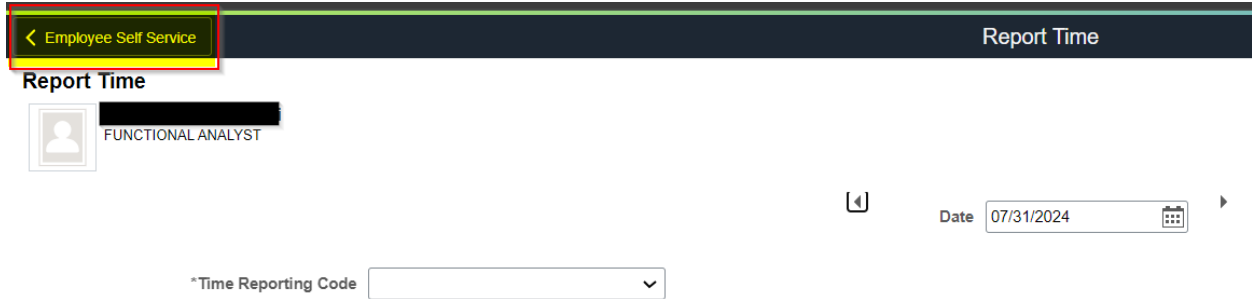 Employee Self Service
Report Time
Report Time
FUNCTIONAL ANALYST
Date 07/31/2024
*Time Reporting Code